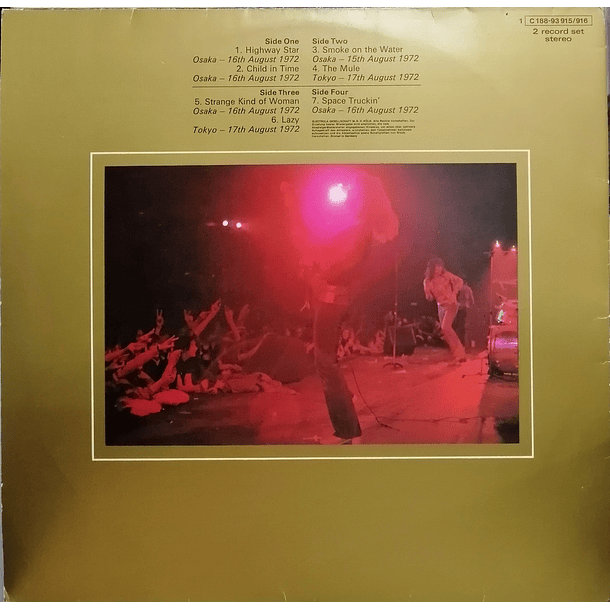 1 C 188-93 915/916
2 record set
stereo
Side One
1. Highway Star
Osaka – 16th August 1972
2. Child in Time
Osaka – 16th August 1972
Side Two
3. Smoke on the Water
Osaka – 15th August 1972
4. The Mule
Tokyo – 17th August 1972
Side Three
5. Strange Kind of Woman
Osaka – 16th August 1972
6. Lazy
Tokyo – 17th August 1972
Side Four
7. Space Truckin'
Osaka – 16th August 1972